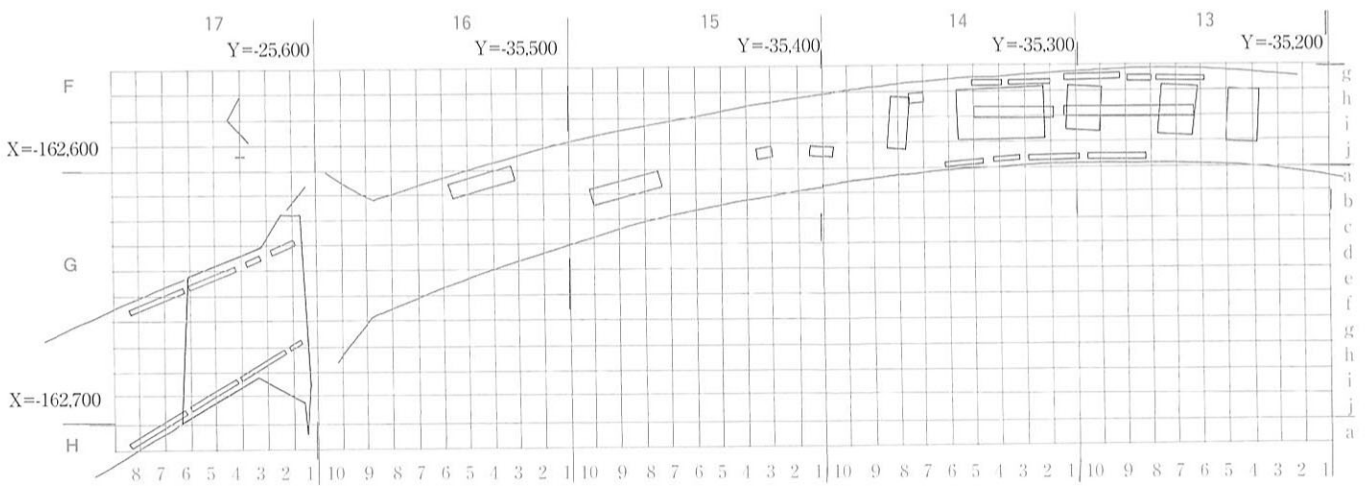 17 16 15 14 13
Y=-25,600 Y=-35,500 Y=-35,400 Y=-35,300 Y=-35,200
F g
h
i
X=-162,600 j
a
b
c
G d
e
f
g
h
i
X=-162,700 j
H a
8 7 6 5 4 3 2 1 10 9 8 7 6 5 4 3 2 1 10 9 8 7 6 5 4 3 2 1 10 9 8 7 6 5 4 3 2 1 10 9 8 7 6 5 4 3 2 1